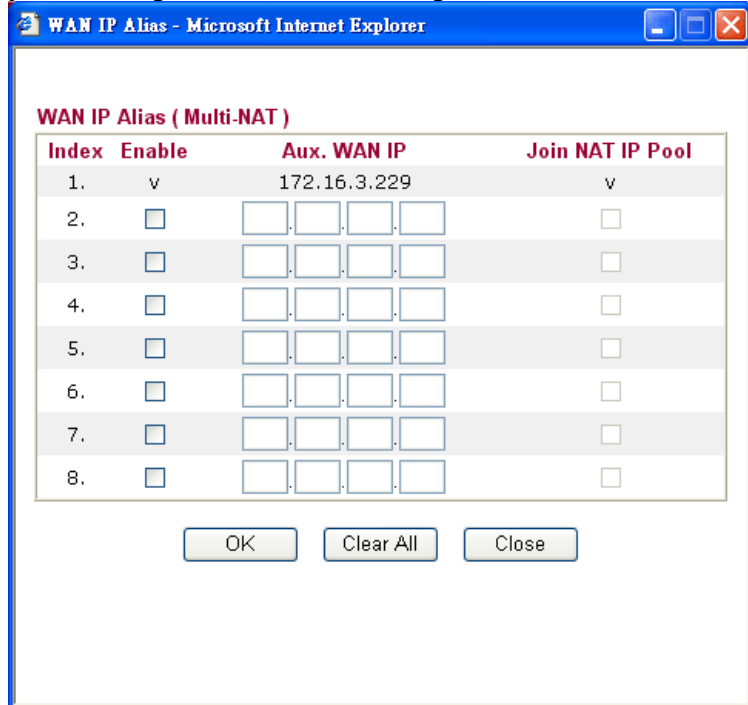 WAN IP Alias - Microsoft Internet Explorer
WAN IP Alias ( Multi-NAT )
Index Enable Aux. WAN IP Join NAT IP Pool
1. v 172.16.3.229 v
2. . . .
3. . . .
4. . . .
5. . . .
6. . . .
7. . . .
8. . . .
OK Clear All Close